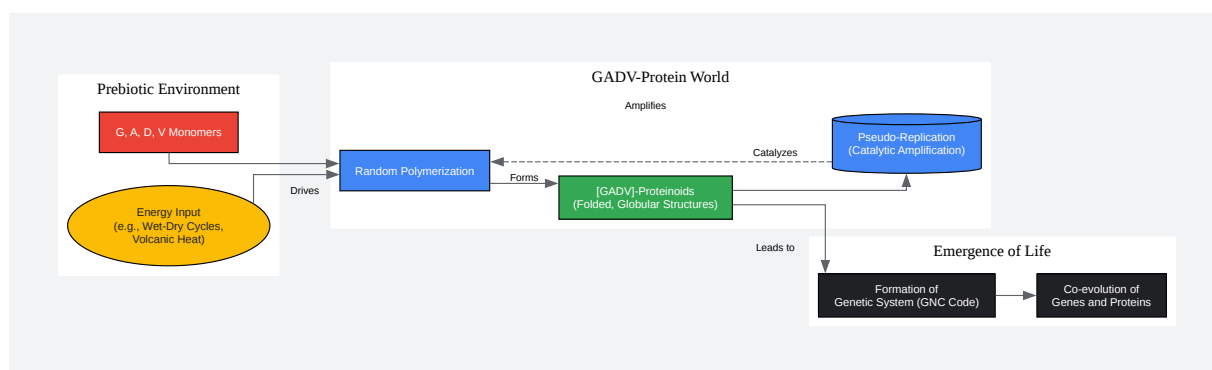 Prebiotic Environment
G, A, D, V Monomers
Energy Input
(e.g., Wet-Dry Cycles,
Volcanic Heat)
Drives
GADV-Protein World
Amplifies
Random Polymerization
Forms
[GADV]-Proteinoids
(Folded, Globular Structures)
Catalyzes
Pseudo-Replication
(Catalytic Amplification)
Leads to
Emergence of Life
Formation of
Genetic System (GNC Code)
Co-evolution of
Genes and Proteins